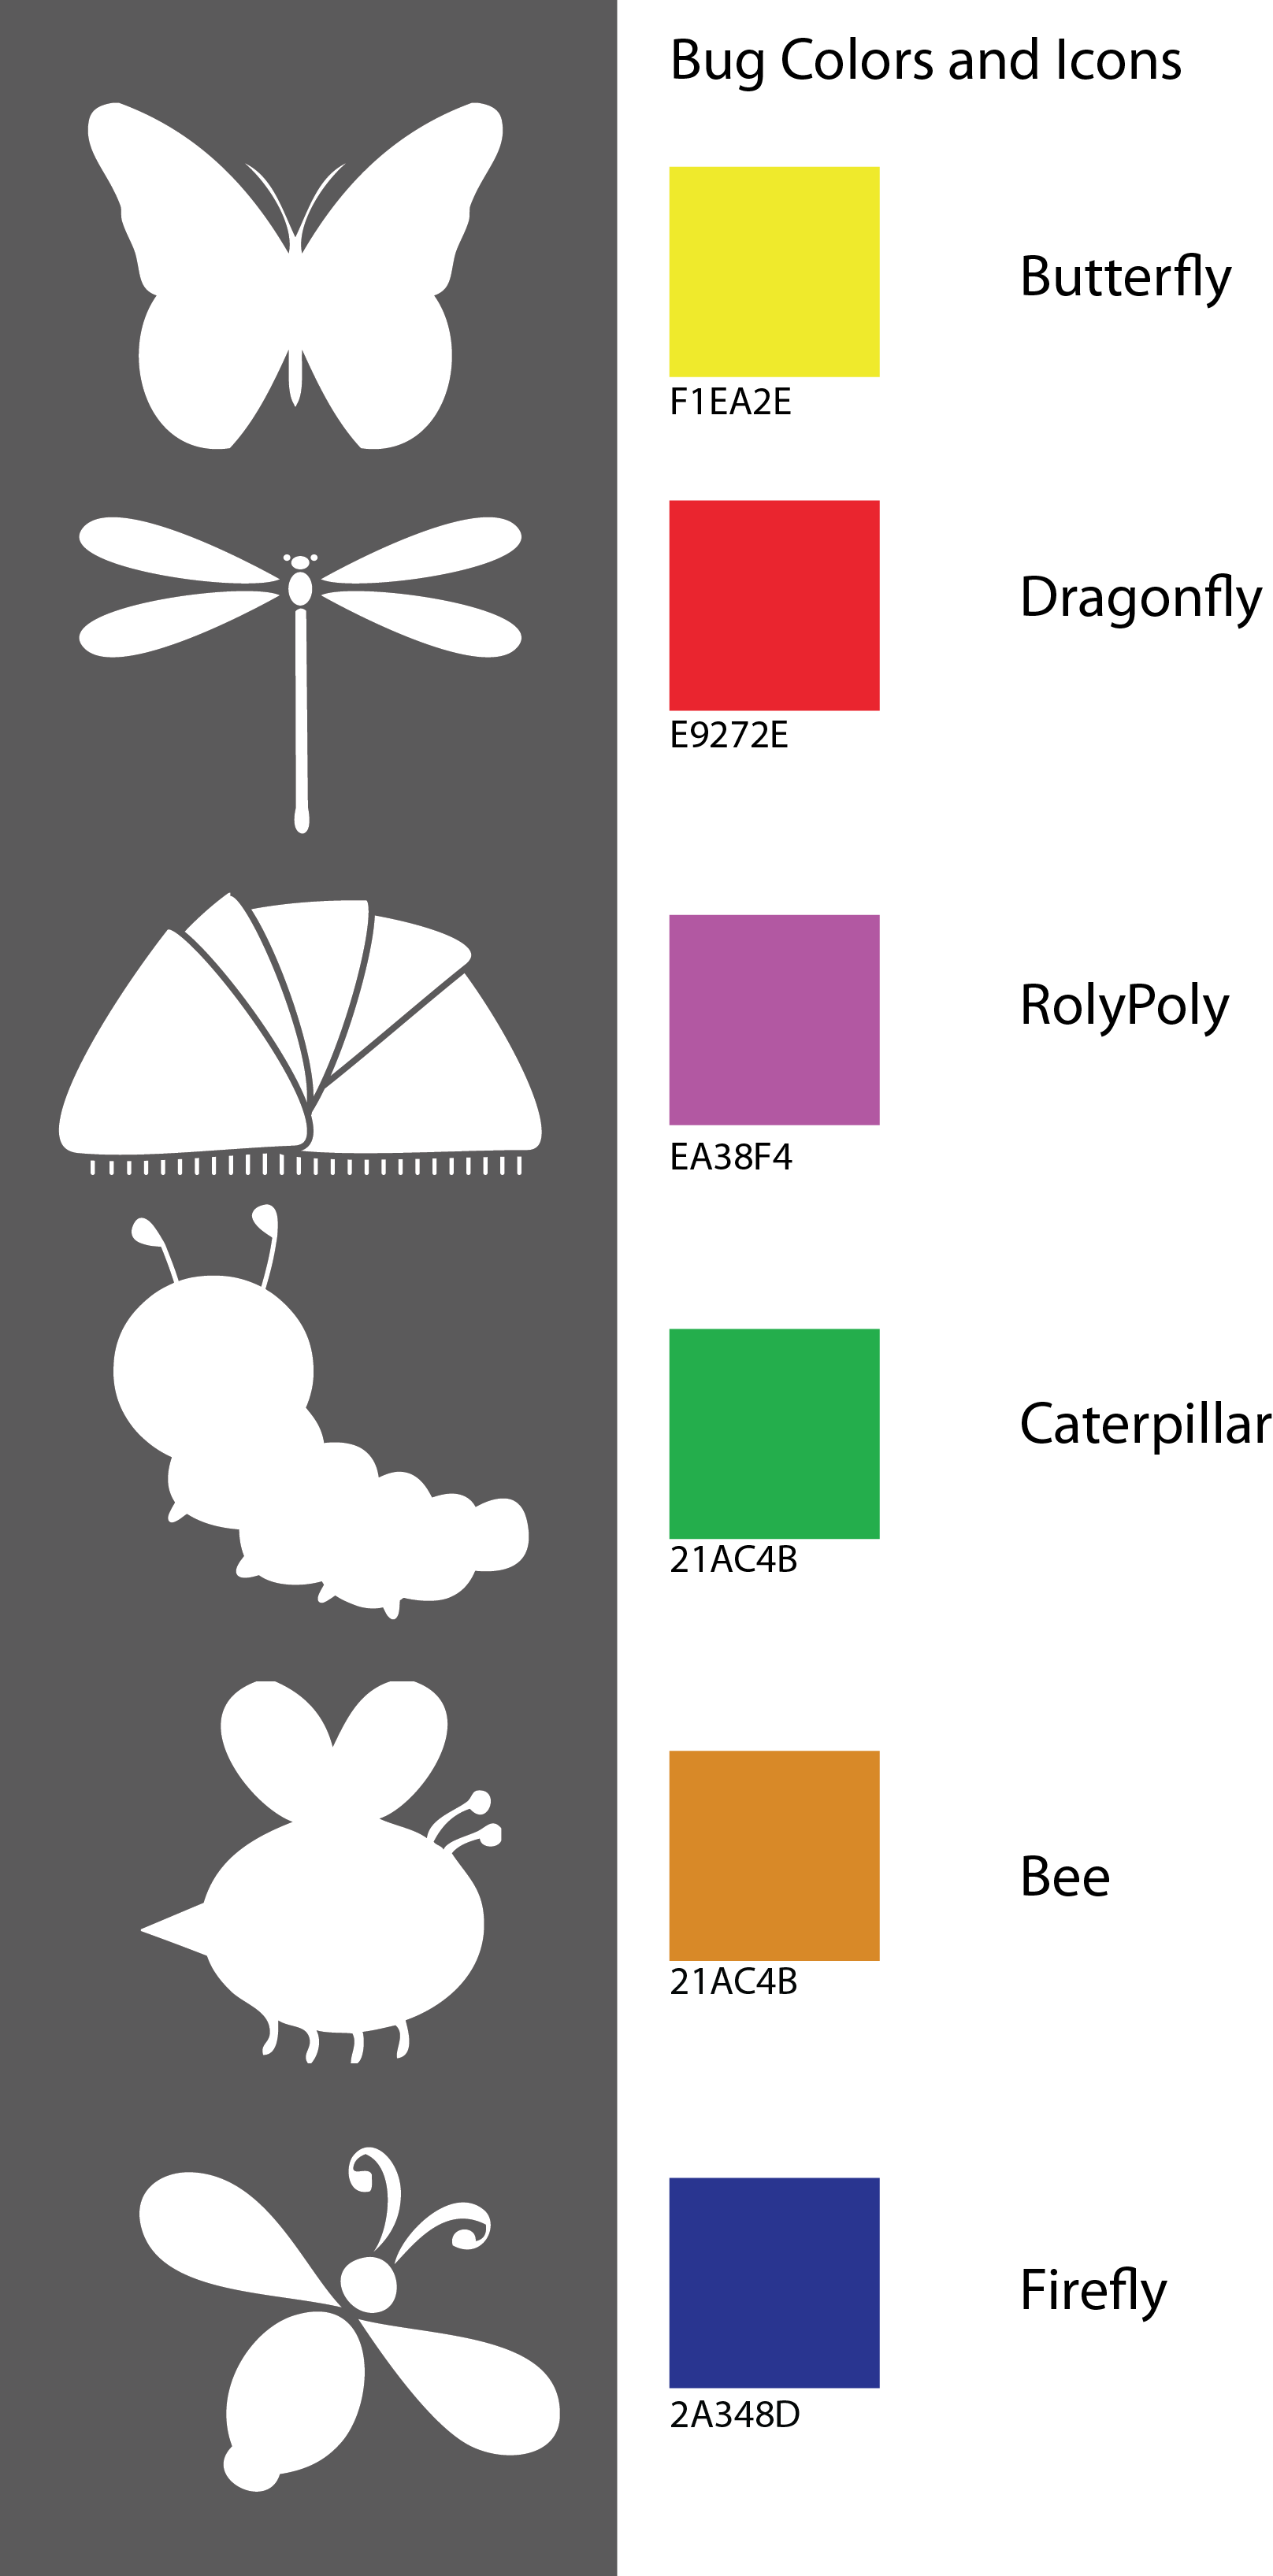 Bug Colors and Icons
Butterfly
F1EA2E
Dragonfly
E9272E
RolyPoly
EA38F4
Caterpillar
21AC4B
Bee
21AC4B
Firefly
2A348D